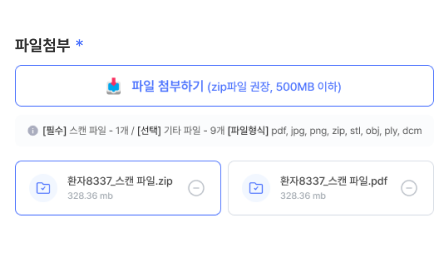 파일첨부 *
파일 첨부하기 (zip파일 권장, 500MB 이하)
[필수] 스캔 파일 - 1개 / [선택] 기타 파일 - 9개 [파일형식] pdf, jpg, png, zip, stl, obj, ply, dcm
환자8337_스캔 파일.zip
328.36 mb
환자8337_스캔 파일.pdf
328.36 mb